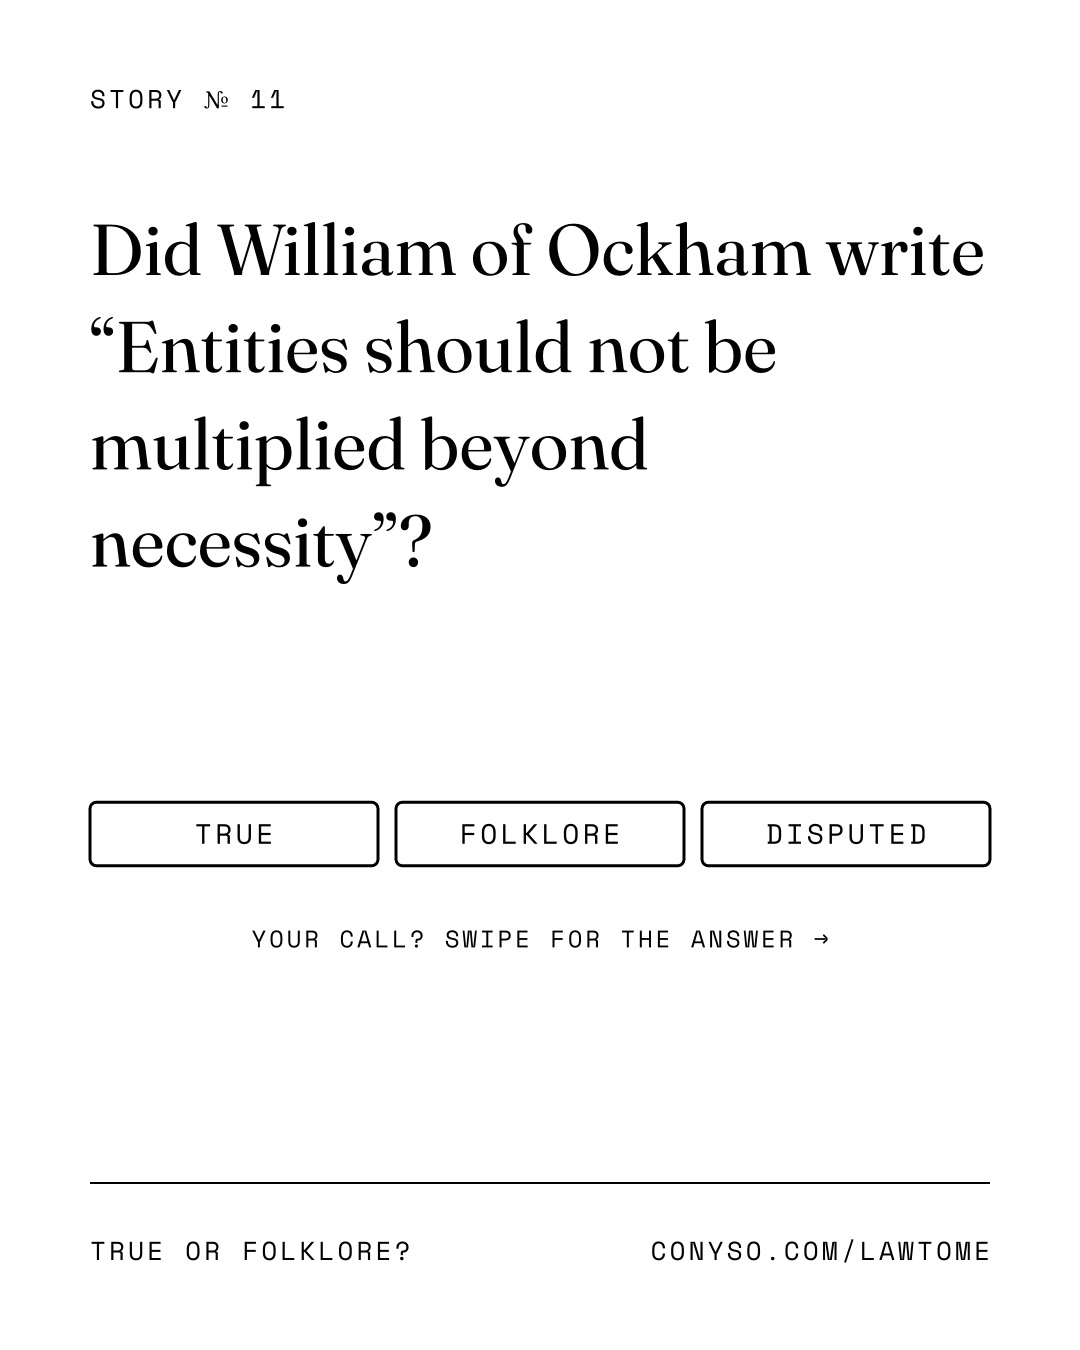 STORY № 11
Did William of Ockham write
“Entities should not be
multiplied beyond
necessity”?
TRUE
FOLKLORE
DISPUTED
YOUR CALL? SWIPE FOR THE ANSWER →
TRUE OR FOLKLORE?
CONYSO.COM/LAWTOME